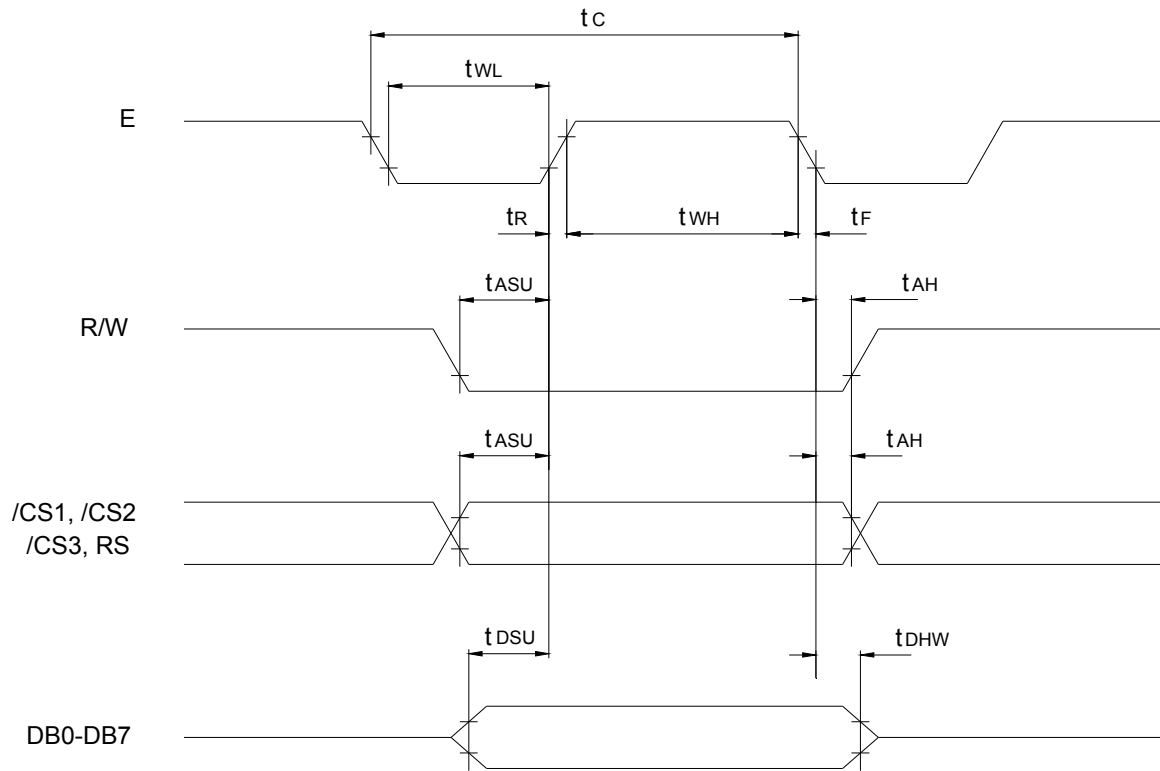 tC
tWL
E
tR
tWH
tF
tASU
tAH
R/W
tASU
tAH
/CS1, /CS2
/CS3, RS
tDSU
tDHW
DB0-DB7